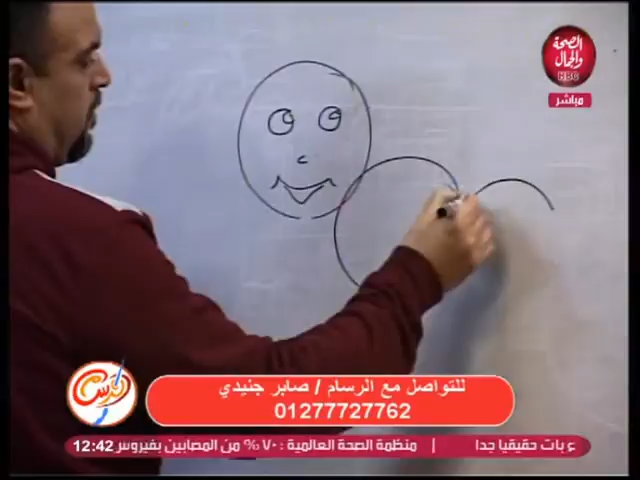 الصحة
والجمال
HBC
مباشر
للتواصل مع الرسام / صابر جنيدي
01277727762
12:42
منظمة الصحة العالمية : ٧٠ % من المصابين بفيروس
بات حقيقيا جدا